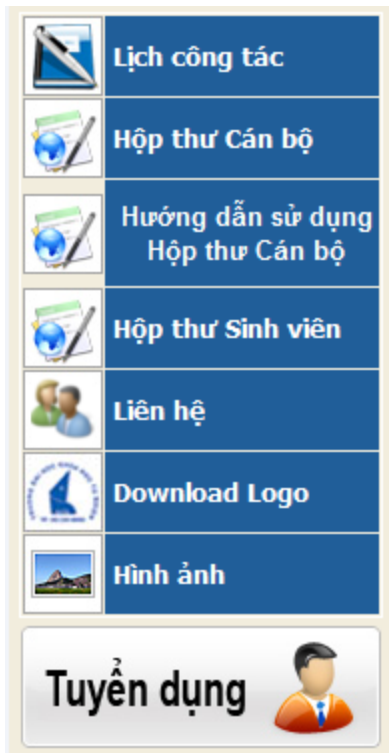 Lịch công tác
Hộp thư Cán bộ
Hướng dẫn sử dụng
Hộp thư Cán bộ
Hộp thư Sinh viên
Liên hệ
Download Logo
Hình ảnh
Tuyển dụng